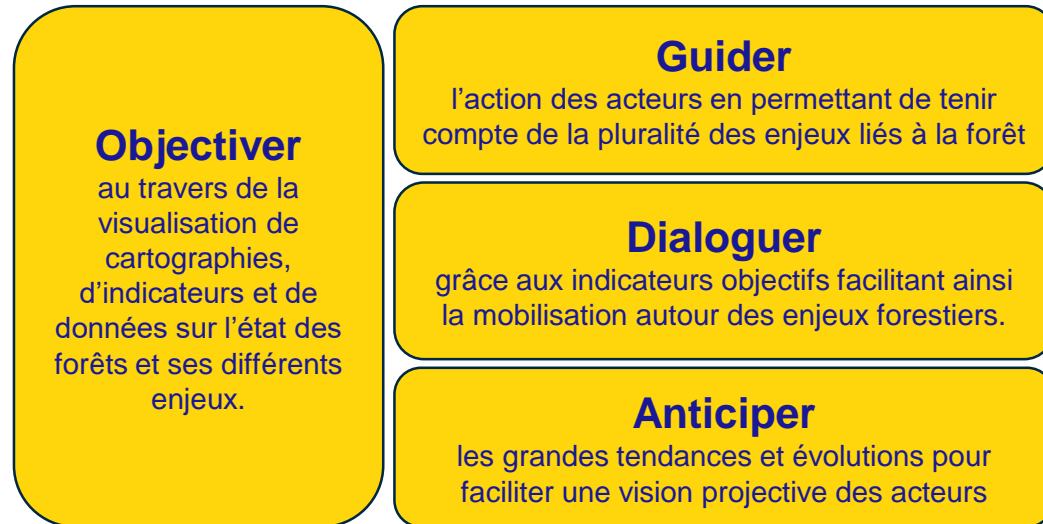 Objectiver
au travers de la
visualisation de
cartographies,
d’indicateurs et de
données sur l’état des
forêts et ses différents
enjeux.
Guider
l’action des acteurs en permettant de tenir
compte de la pluralité des enjeux liés à la forêt
Dialoguer
grâce aux indicateurs objectifs facilitant ainsi
la mobilisation autour des enjeux forestiers.
Anticiper
les grandes tendances et évolutions pour
faciliter une vision projective des acteurs